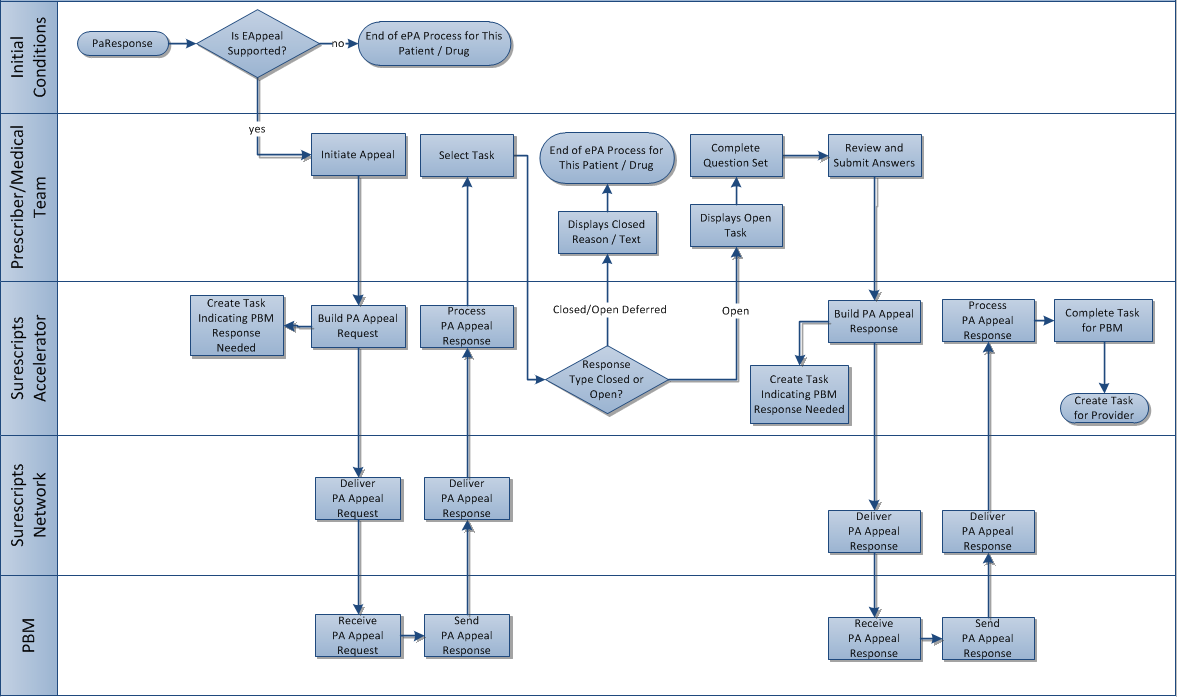 Initial
Conditions
PaResponse
Is EAppeal
Supported?
no
End of ePA Process for This
Patient / Drug
yes
Prescriber/Medical
Team
Initiate Appeal
Select Task
End of ePA Process for
This Patient / Drug
Displays Closed
Reason / Text
Complete
Question Set
Displays Open
Task
Review and
Submit Answers
Surescripts
Accelerator
Create Task
Indicating PBM
Response
Needed
Build PA Appeal
Request
Process
PA Appeal
Response
Closed/Open Deferred
Open
Response
Type Closed or
Open?
Build PA Appeal
Response
Create Task
Indicating PBM
Response Needed
Process
PA Appeal
Response
Complete Task
for PBM
Create Task
for Provider
Surescripts
Network
Deliver
PA Appeal
Request
Deliver
PA Appeal
Response
Deliver
PA Appeal
Response
Deliver
PA Appeal
Response
PBM
Receive
PA Appeal
Request
Send
PA Appeal
Response
Receive
PA Appeal
Response
Send
PA Appeal
Response